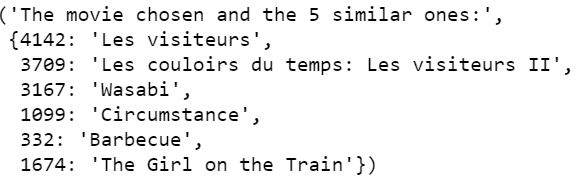 ('The movie chosen and the 5 similar ones:',
{4142: 'Les visiteurs',
3709: 'Les couloirs du temps: Les visiteurs II',
3167: 'Wasabi',
1099: 'Circumstance',
332: 'Barbecue',
1674: 'The Girl on the Train'})